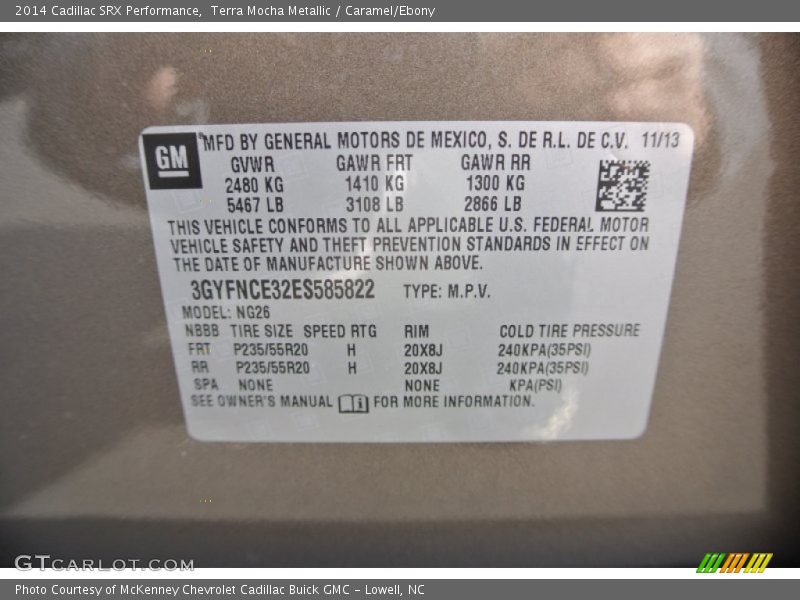 2014 Cadillac SRX Performance,  Terra Mocha Metallic / Caramel/Ebony
GM
MFD BY GENERAL MOTORS DE MEXICO, S. DE R.L. DE C.V.  11/13
GVWR  GAWR FRT  GAWR RR
2480 KG  1410 KG  1300 KG
5467 LB  3108 LB  2866 LB
THIS VEHICLE CONFORMS TO ALL APPLICABLE U.S. FEDERAL MOTOR
VEHICLE SAFETY AND THEFT PREVENTION STANDARDS IN EFFECT ON
THE DATE OF MANUFACTURE SHOWN ABOVE.
3GYFNCE32ES585822  TYPE: M.P.V.
MODEL: NG26
NBBB  TIRE SIZE  SPEED RTG  RIM  COLD TIRE PRESSURE
FRT  P235/55R20  H  20X8J  240KPA(35PSI)
RR  P235/55R20  H  20X8J  240KPA(35PSI)
SPA  NONE  NONE  KPA(PSI)
SEE OWNER'S MANUAL  FOR MORE INFORMATION.
GTCARLOT.COM
Photo Courtesy of McKenney Chevrolet Cadillac Buick GMC – Lowell, NC